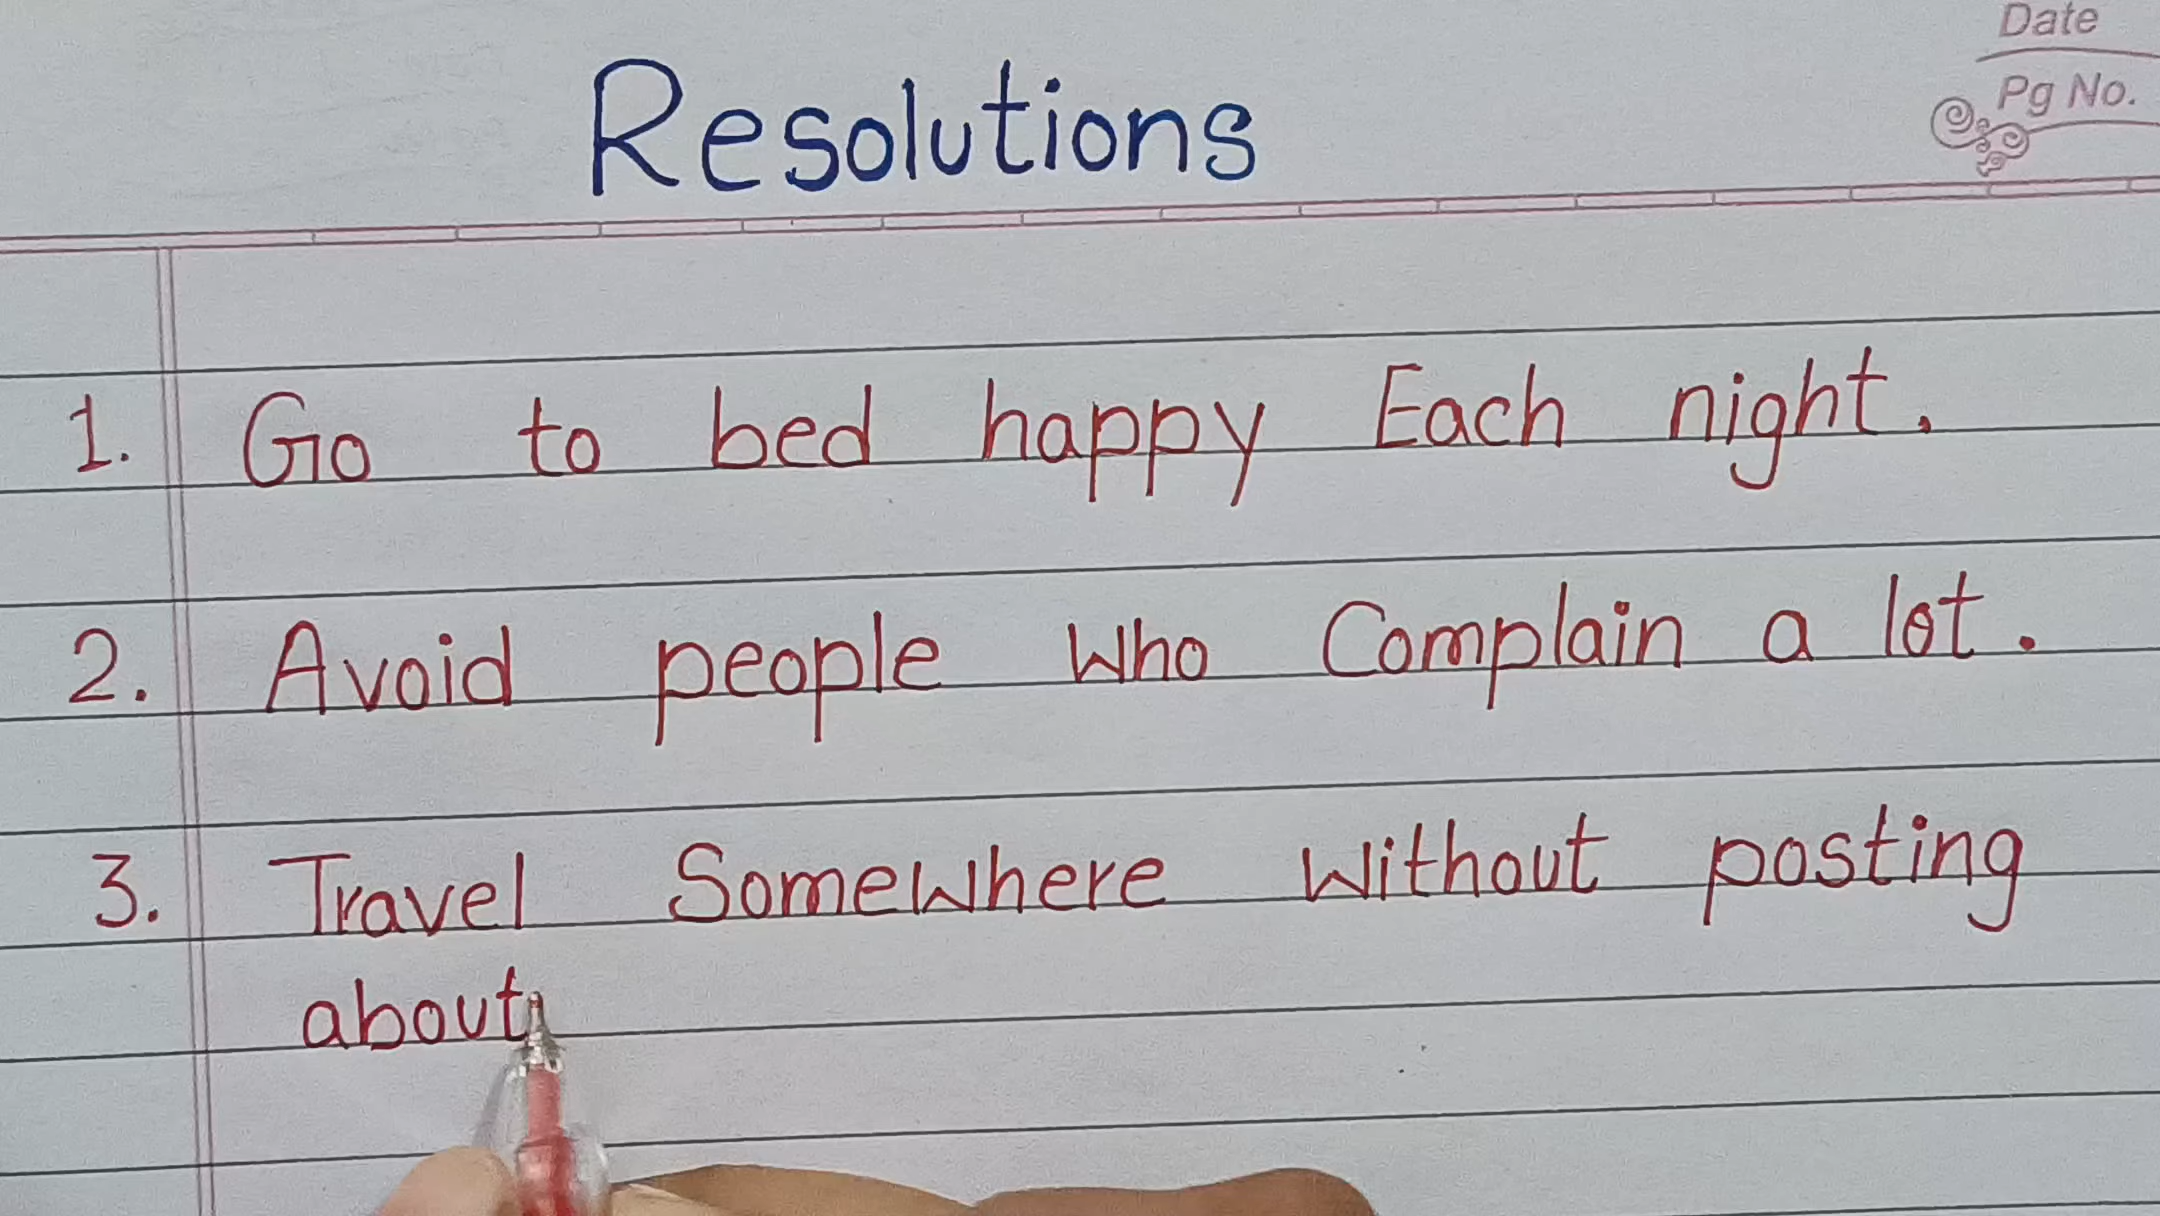 Date
Pg No.
Resolutions
1. Go to bed happy Each night.
2. Avoid people Who Complain a lot.
3. Travel Somewhere Without posting
about